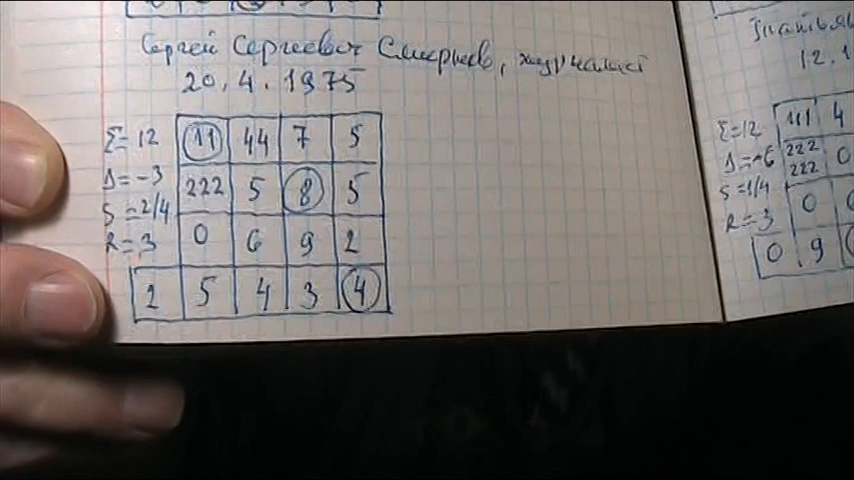 Сергей Сергеевич Смирнов, журналист
20.4.1975
Σ=12
Δ=-3
S=2/4
R=3
11 44 7 5
222 5 8 5
0 6 9 2
2 5 4 3 4
12.1
Σ=12
Δ=-6
S=1/4
R=3
111 4
222 222 0
0
0 9